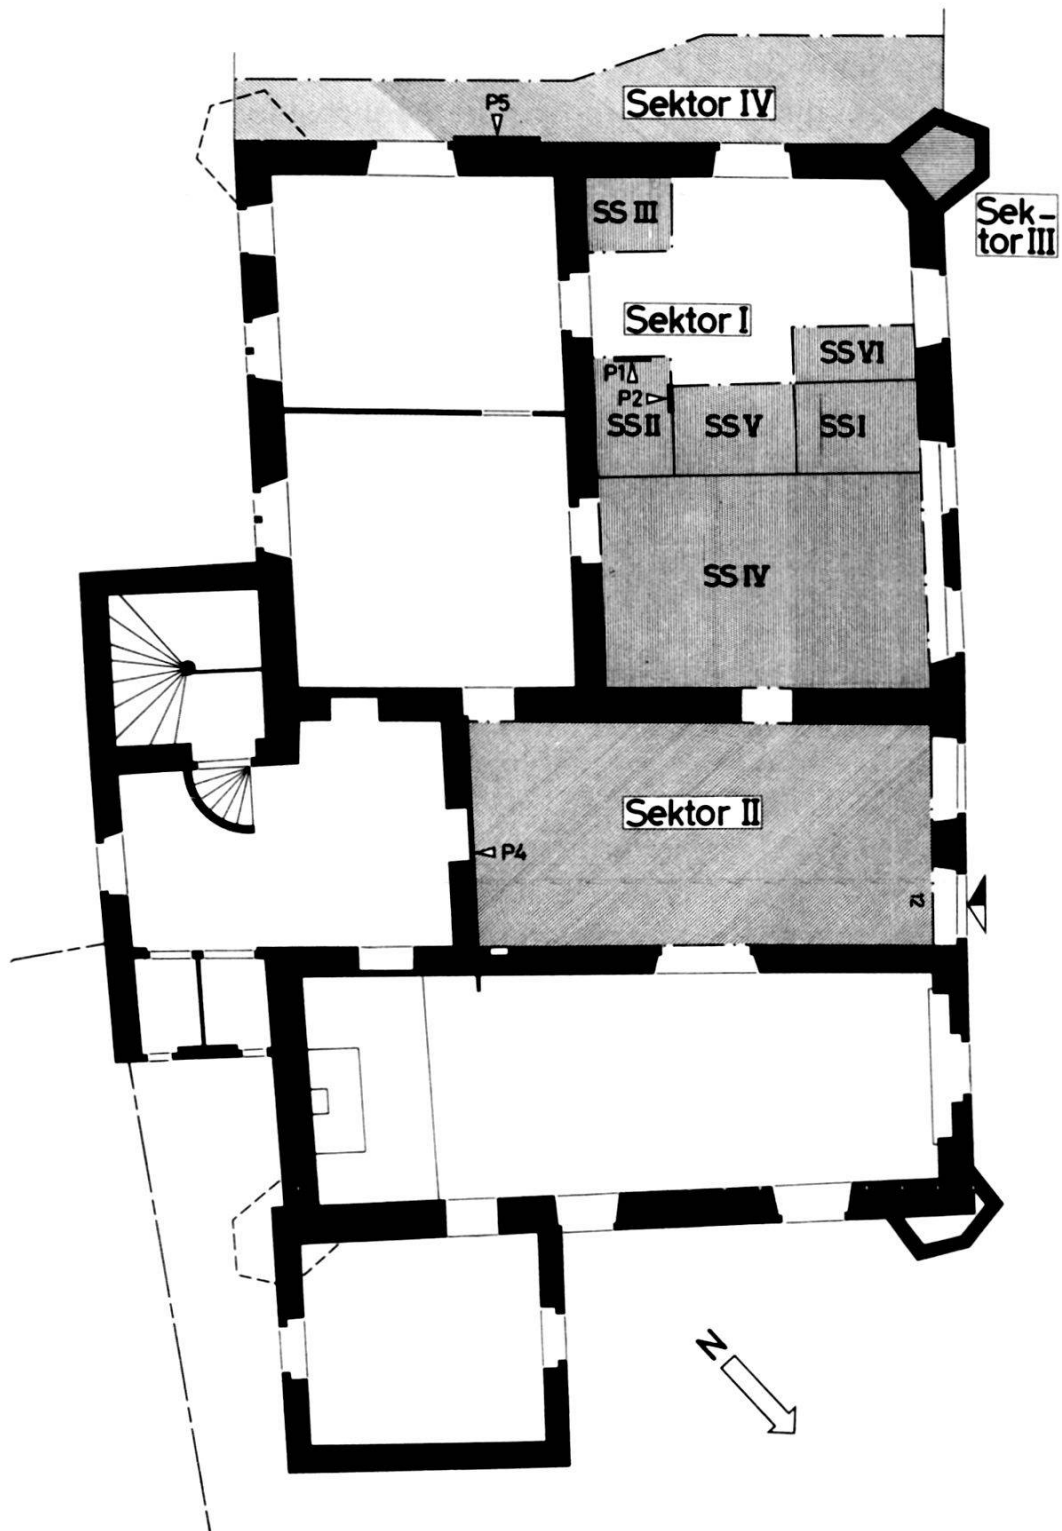 P5
Sektor IV
SS III
Sek-
tor III
Sektor I
SS VI
P1
P2
SS II
SS V
SS I
SS IV
Sektor II
P4
N